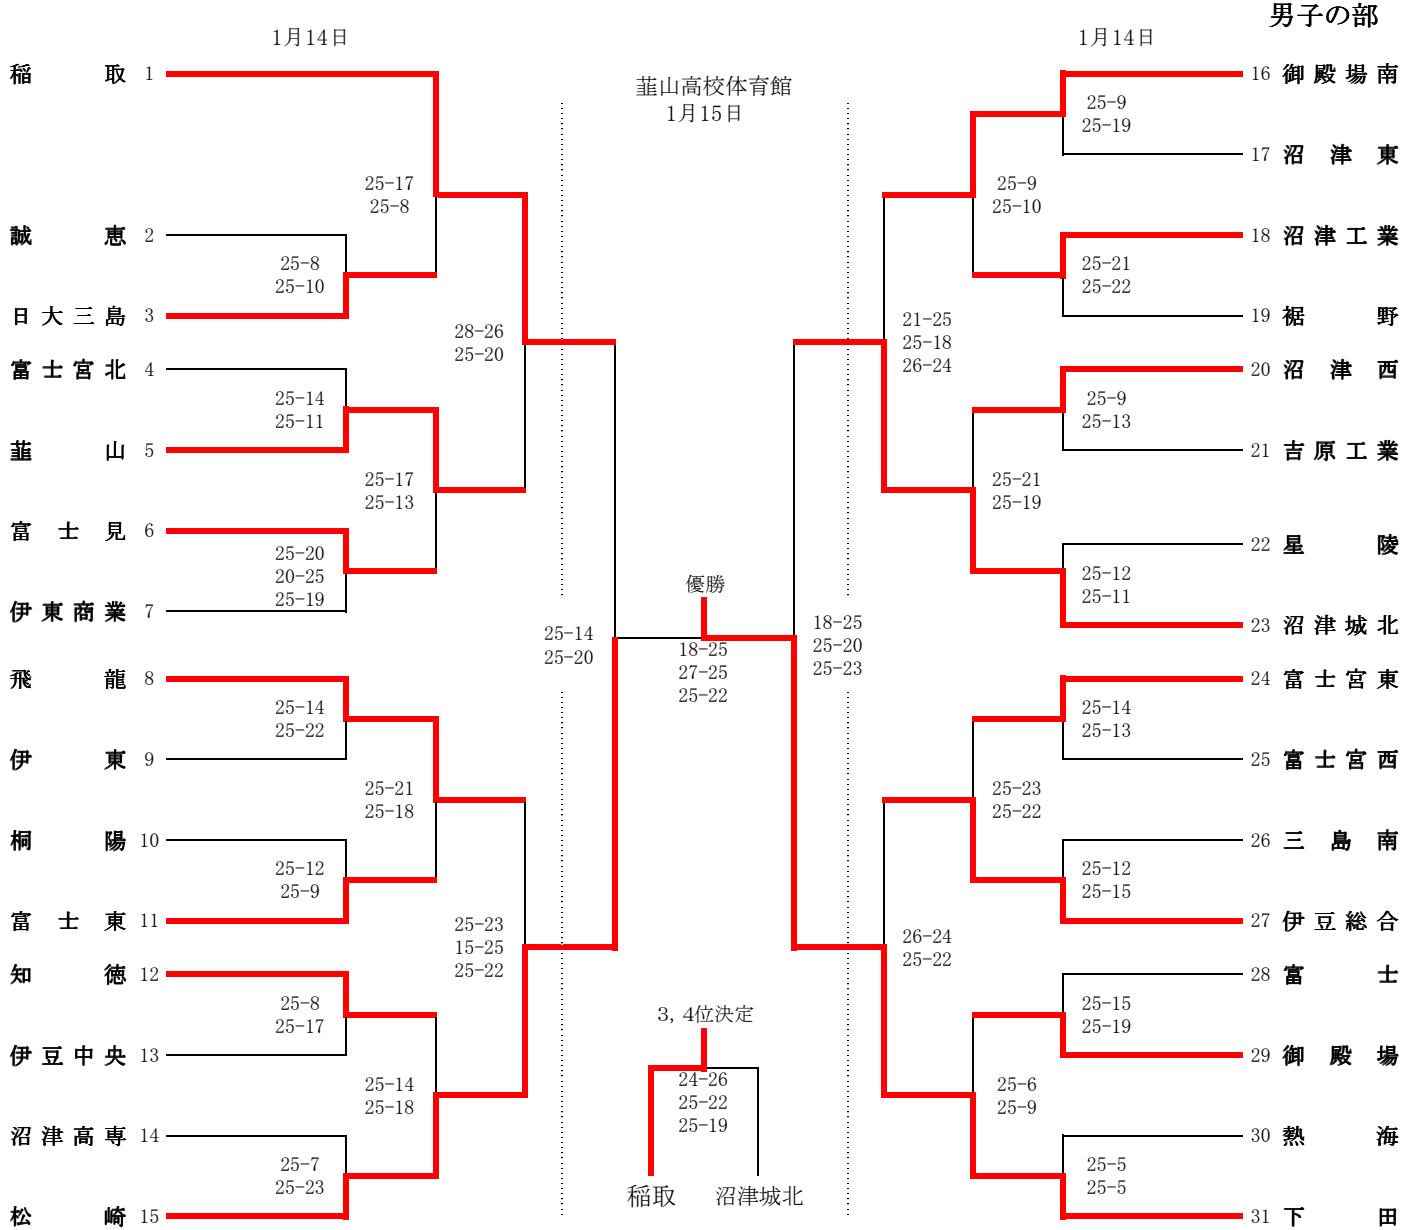 男子の部
1月14日
1月14日
韮山高校体育館
1月15日
稲取 1
25-17
25-8
誠恵 2
25-8
25-10
日大三島 3
28-26
25-20
富士宮北 4
25-14
25-11
韮山 5
25-17
25-13
富士見 6
25-20
20-25
25-19
伊東商業 7
25-14
25-20
飛龍 8
25-14
25-22
伊東 9
25-21
25-18
桐陽 10
25-12
25-9
富士東 11
25-23
15-25
25-22
知徳 12
25-8
25-17
伊豆中央 13
25-14
25-18
沼津高専 14
25-7
25-23
松崎 15
優勝
18-25
27-25
25-22
3, 4位決定
24-26
25-22
25-19
稲取 沼津城北
16 御殿場南
25-9
25-19
17 沼津東
25-9
25-10
18 沼津工業
25-21
25-22
19 裾野
21-25
25-18
26-24
20 沼津西
25-9
25-13
21 吉原工業
25-21
25-19
22 星陵
25-12
25-11
23 沼津城北
18-25
25-20
25-23
24 富士宮東
25-14
25-13
25 富士宮西
25-23
25-22
26 三島南
25-12
25-15
27 伊豆総合
26-24
25-22
28 富士
25-15
25-19
29 御殿場
25-6
25-9
30 熱海
25-5
25-5
31 下田